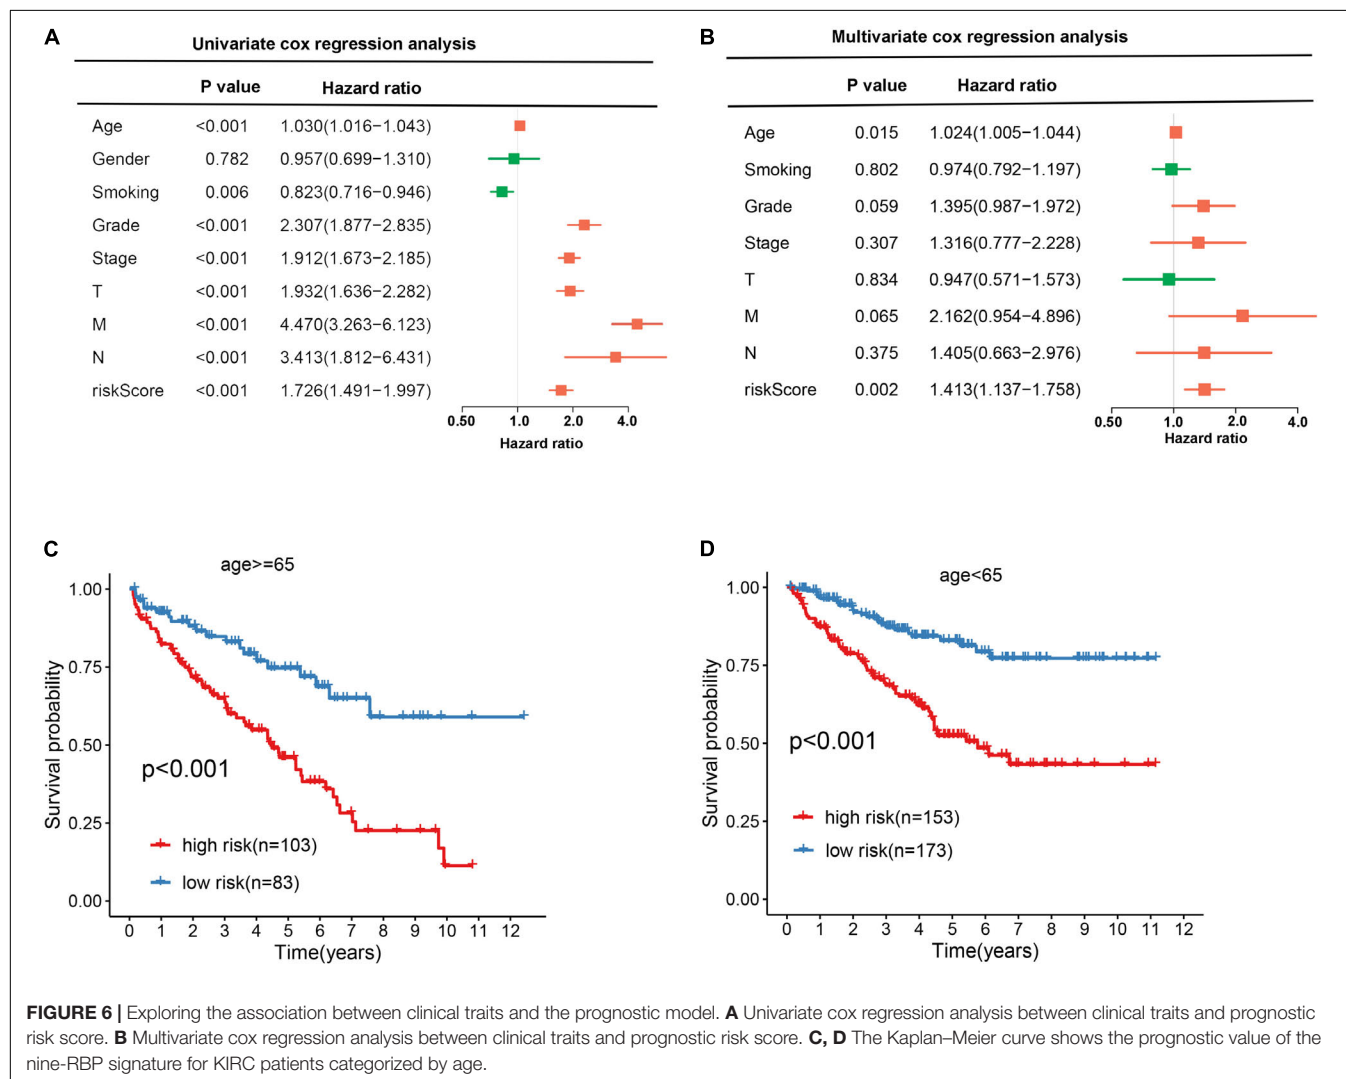 A
Univariate cox regression analysis
P value Hazard ratio
Age <0.001 1.030(1.016−1.043)
Gender 0.782 0.957(0.699−1.310)
Smoking 0.006 0.823(0.716−0.946)
Grade <0.001 2.307(1.877−2.835)
Stage <0.001 1.912(1.673−2.185)
T <0.001 1.932(1.636−2.282)
M <0.001 4.470(3.263−6.123)
N <0.001 3.413(1.812−6.431)
riskScore <0.001 1.726(1.491−1.997)
0.50 1.0 2.0 4.0
Hazard ratio
B
Multivariate cox regression analysis
P value Hazard ratio
Age 0.015 1.024(1.005−1.044)
Smoking 0.802 0.974(0.792−1.197)
Grade 0.059 1.395(0.987−1.972)
Stage 0.307 1.316(0.777−2.228)
T 0.834 0.947(0.571−1.573)
M 0.065 2.162(0.954−4.896)
N 0.375 1.405(0.663−2.976)
riskScore 0.002 1.413(1.137−1.758)
0.50 1.0 2.0 4.0
Hazard ratio
C
age>=65
Survival probability
1.00
0.75
0.50
0.25
0.00
p<0.001
high risk(n=103)
low risk(n=83)
0 1 2 3 4 5 6 7 8 9 10 11 12
Time(years)
D
age<65
Survival probability
1.00
0.75
0.50
0.25
0.00
p<0.001
high risk(n=153)
low risk(n=173)
0 1 2 3 4 5 6 7 8 9 10 11 12
Time(years)
FIGURE 6 | Exploring the association between clinical traits and the prognostic model. A Univariate cox regression analysis between clinical traits and prognostic
risk score. B Multivariate cox regression analysis between clinical traits and prognostic risk score. C, D The Kaplan–Meier curve shows the prognostic value of the
nine-RBP signature for KIRC patients categorized by age.